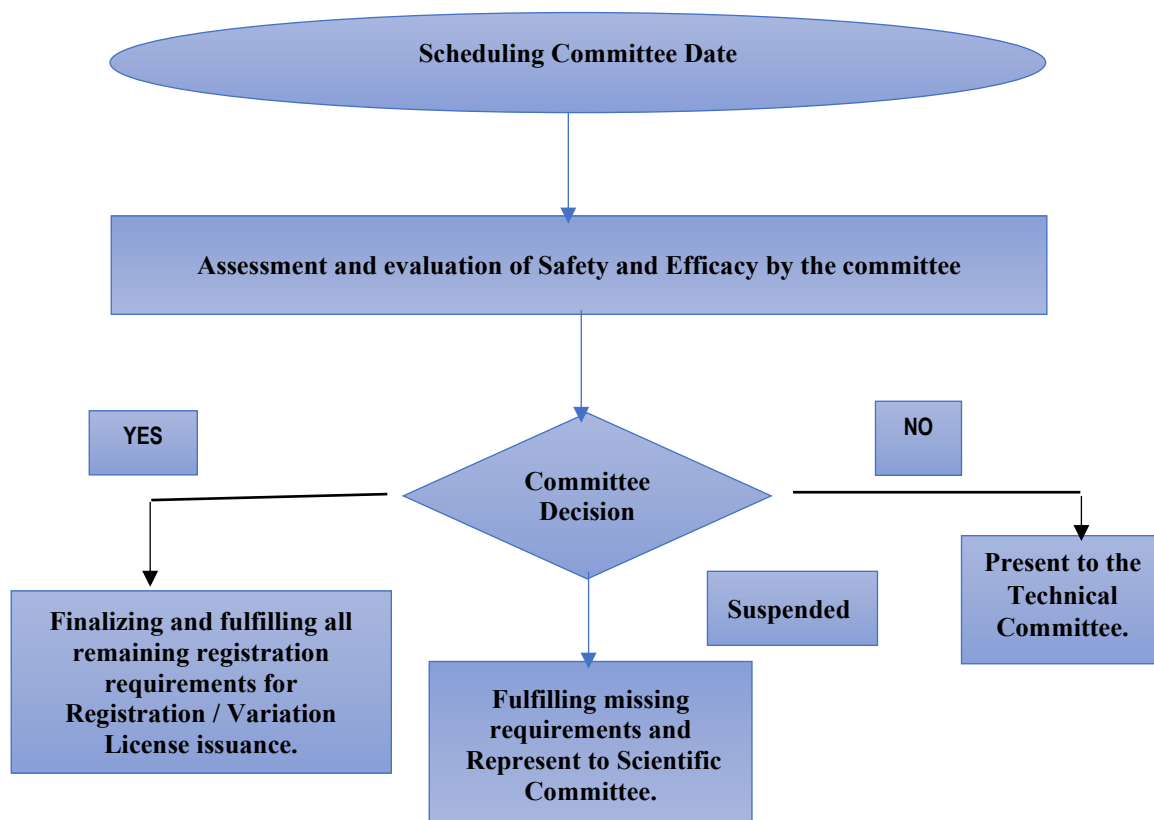 Scheduling Committee Date
Assessment and evaluation of Safety and Efficacy by the committee
YES
NO
Committee
Decision
Suspended
Present to the
Technical
Committee.
Finalizing and fulfilling all
remaining registration
requirements for
Registration / Variation
License issuance.
Fulfilling missing
requirements and
Represent to Scientific
Committee.